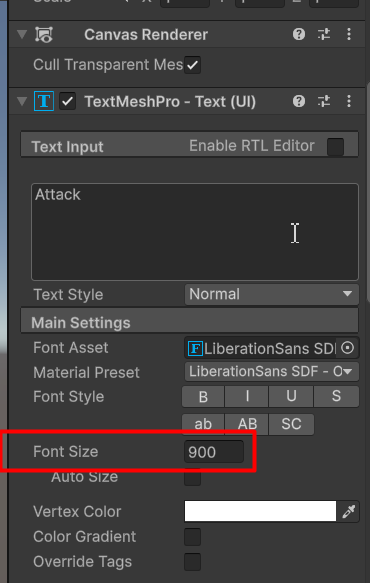 Canvas Renderer
Cull Transparent Mes
TextMeshPro - Text (UI)
Text Input Enable RTL Editor
Attack
Text Style Normal
Main Settings
Font Asset F LiberationSans SD
Material Preset LiberationSans SDF - O
Font Style B I U S
ab AB SC
Font Size 900
Auto Size
Vertex Color
Color Gradient
Override Tags